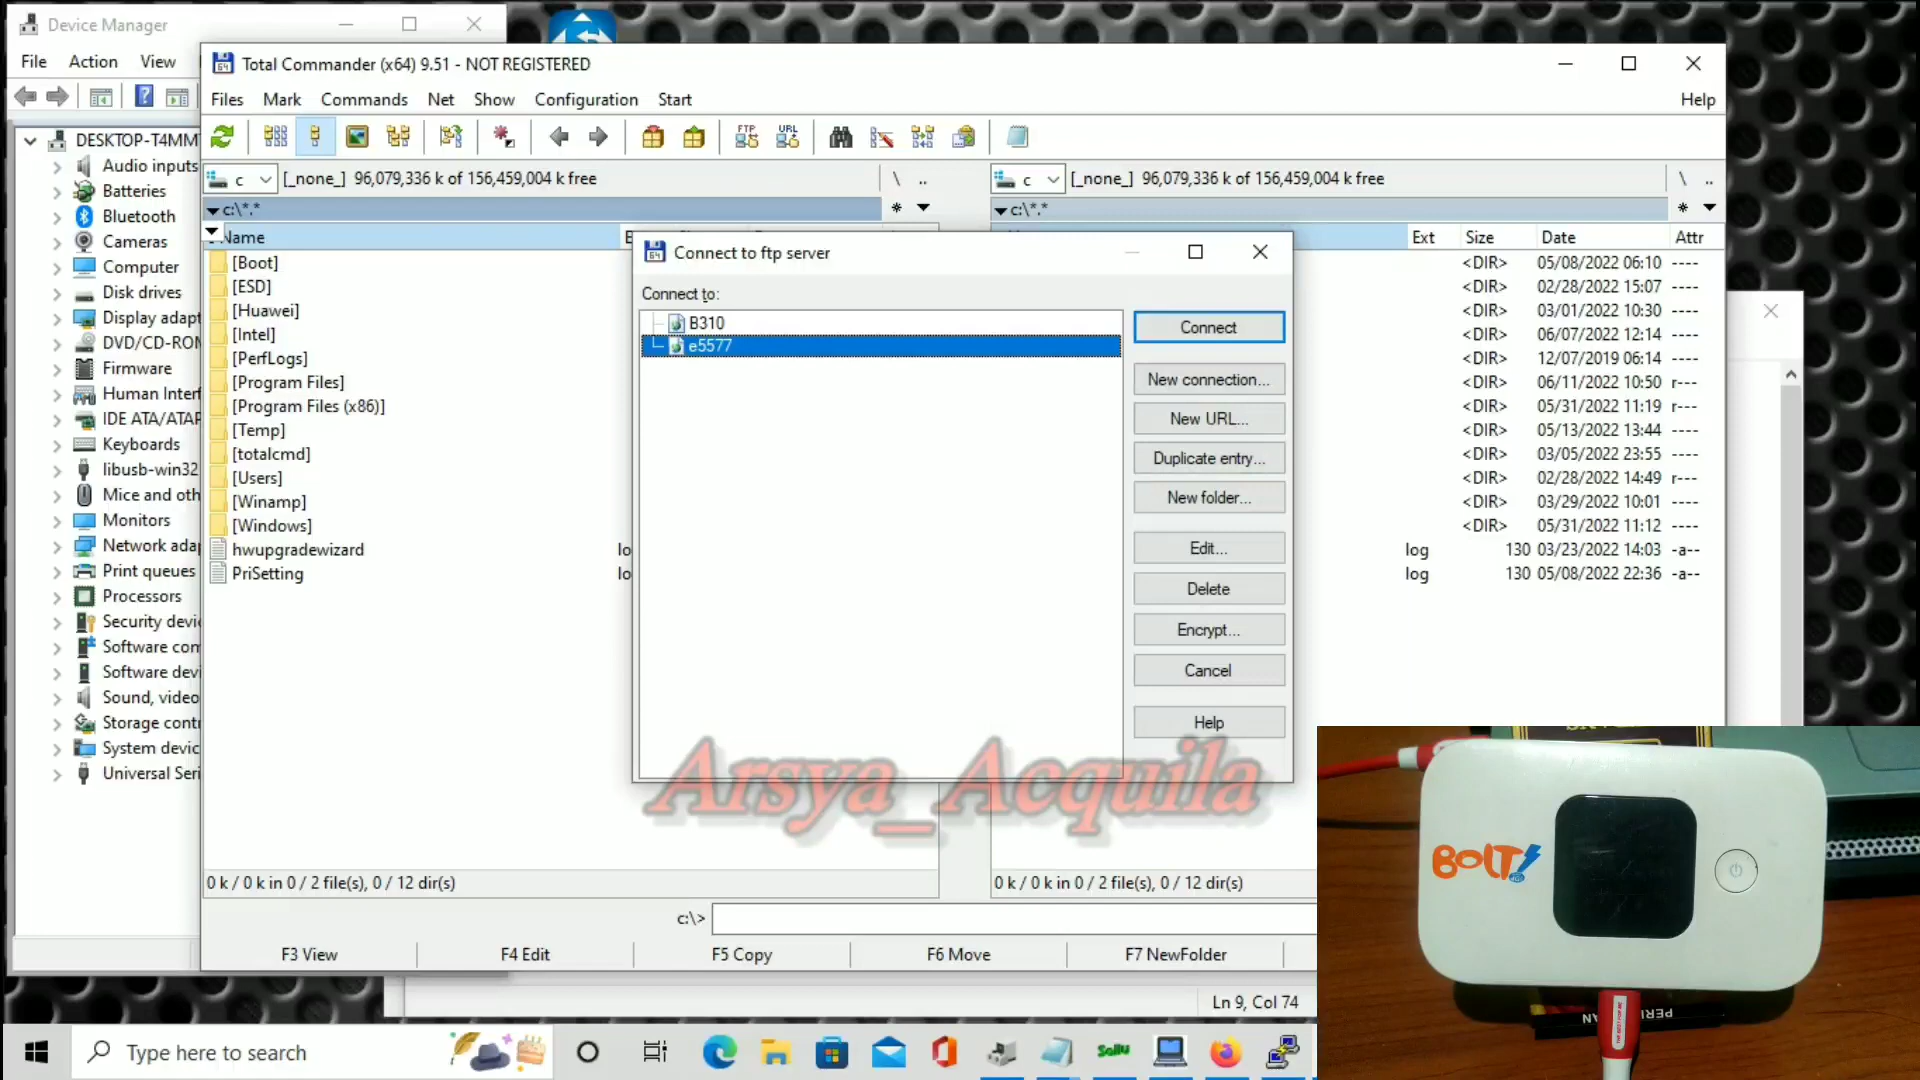 Device Manager
File Action View
DESKTOP-T4MM
Audio inputs
Batteries
Bluetooth
Cameras
Computer
Disk drives
Display adapt
DVD/CD-ROM
Firmware
Human Interf
IDE ATA/ATAP
Keyboards
libusb-win32
Mice and oth
Monitors
Network adap
Print queues
Processors
Security devic
Software com
Software devi
Sound, video
Storage contr
System devic
Universal Seri
Total Commander (x64) 9.51 - NOT REGISTERED
Files Mark Commands Net Show Configuration Start Help
FTP URL
c [_none_] 96,079,336 k of 156,459,004 k free \ ..
c:\*.* *
Name E
[Boot]
[ESD]
[Huawei]
[Intel]
[PerfLogs]
[Program Files]
[Program Files (x86)]
[Temp]
[totalcmd]
[Users]
[Winamp]
[Windows]
hwupgradewizard lo
PriSetting lo
0 k / 0 k in 0 / 2 file(s), 0 / 12 dir(s)
c [_none_] 96,079,336 k of 156,459,004 k free \ ..
c:\*.* *
Ext Size Date Attr
<DIR> 05/08/2022 06:10 ----
<DIR> 02/28/2022 15:07 ----
<DIR> 03/01/2022 10:30 ----
<DIR> 06/07/2022 12:14 ----
<DIR> 12/07/2019 06:14 ----
<DIR> 06/11/2022 10:50 r---
<DIR> 05/31/2022 11:19 r---
<DIR> 05/13/2022 13:44 ----
<DIR> 03/05/2022 23:55 ----
<DIR> 02/28/2022 14:49 r---
<DIR> 03/29/2022 10:01 ----
<DIR> 05/31/2022 11:12 ----
log 130 03/23/2022 14:03 -a--
log 130 05/08/2022 22:36 -a--
0 k / 0 k in 0 / 2 file(s), 0 / 12 dir(s)
Connect to ftp server
Connect to:
B310
e5577
Connect
New connection...
New URL...
Duplicate entry...
New folder...
Edit...
Delete
Encrypt...
Cancel
Help
Arsya_Acquila
c:\>
F3 View F4 Edit F5 Copy F6 Move F7 NewFolder
Ln 9, Col 74
Type here to search
BOLT!